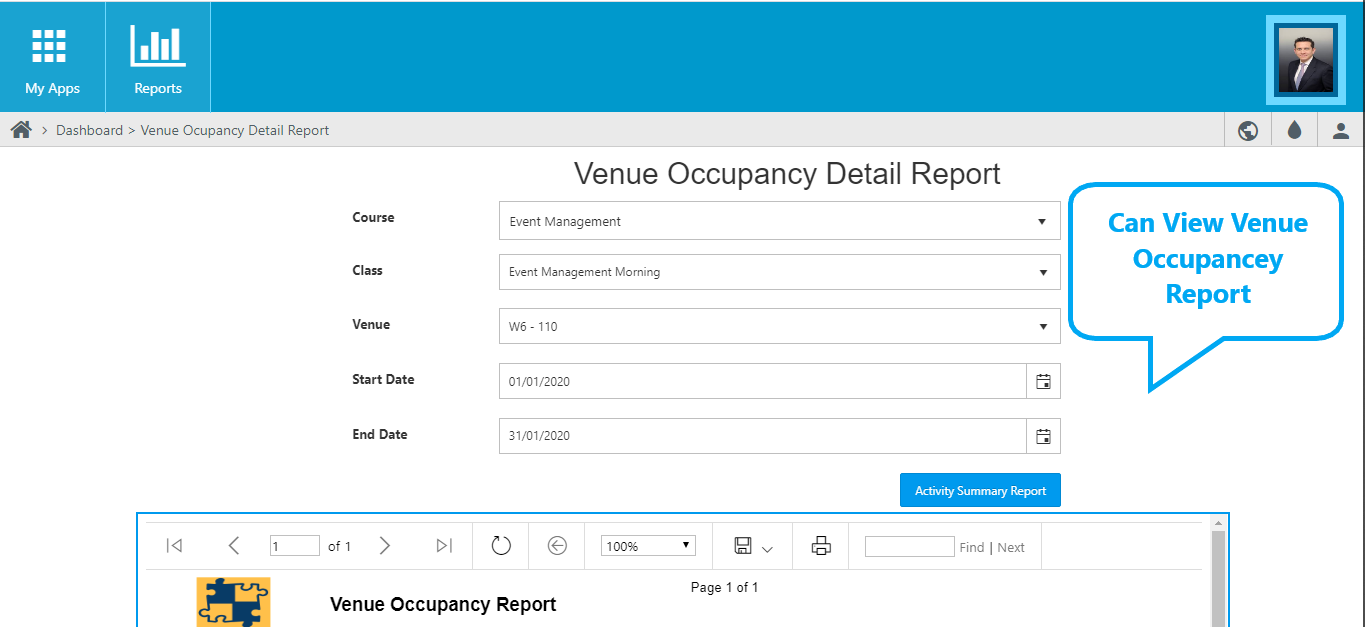 My Apps
Reports
> Dashboard > Venue Ocupancy Detail Report
Venue Occupancy Detail Report
Course
Event Management
Can View Venue
Occupancey
Report
Class
Event Management Morning
Venue
W6 - 110
Start Date
01/01/2020
End Date
31/01/2020
Activity Summary Report
1 of 1
100%
Find | Next
Page 1 of 1
Venue Occupancy Report